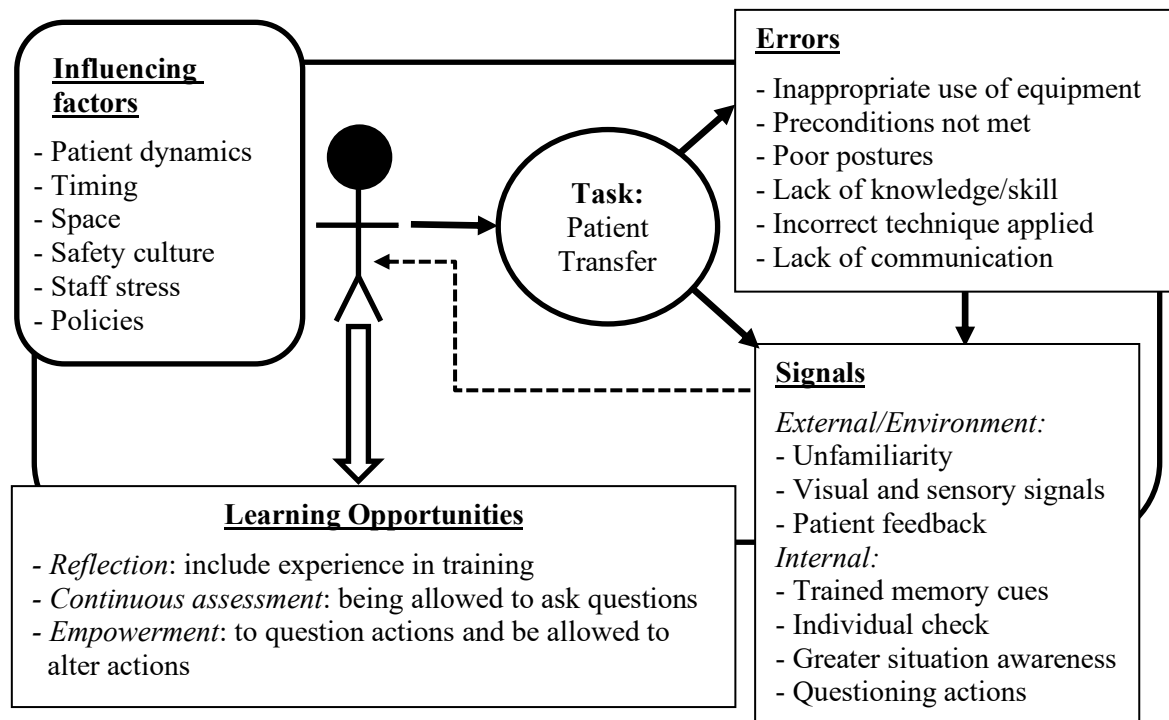 Influencing
factors
- Patient dynamics
- Timing
- Space
- Safety culture
- Staff stress
- Policies
Task:
Patient
Transfer
Errors
- Inappropriate use of equipment
- Preconditions not met
- Poor postures
- Lack of knowledge/skill
- Incorrect technique applied
- Lack of communication
Signals
External/Environment:
- Unfamiliarity
- Visual and sensory signals
- Patient feedback
Internal:
- Trained memory cues
- Individual check
- Greater situation awareness
- Questioning actions
Learning Opportunities
- Reflection: include experience in training
- Continuous assessment: being allowed to ask questions
- Empowerment: to question actions and be allowed to
alter actions